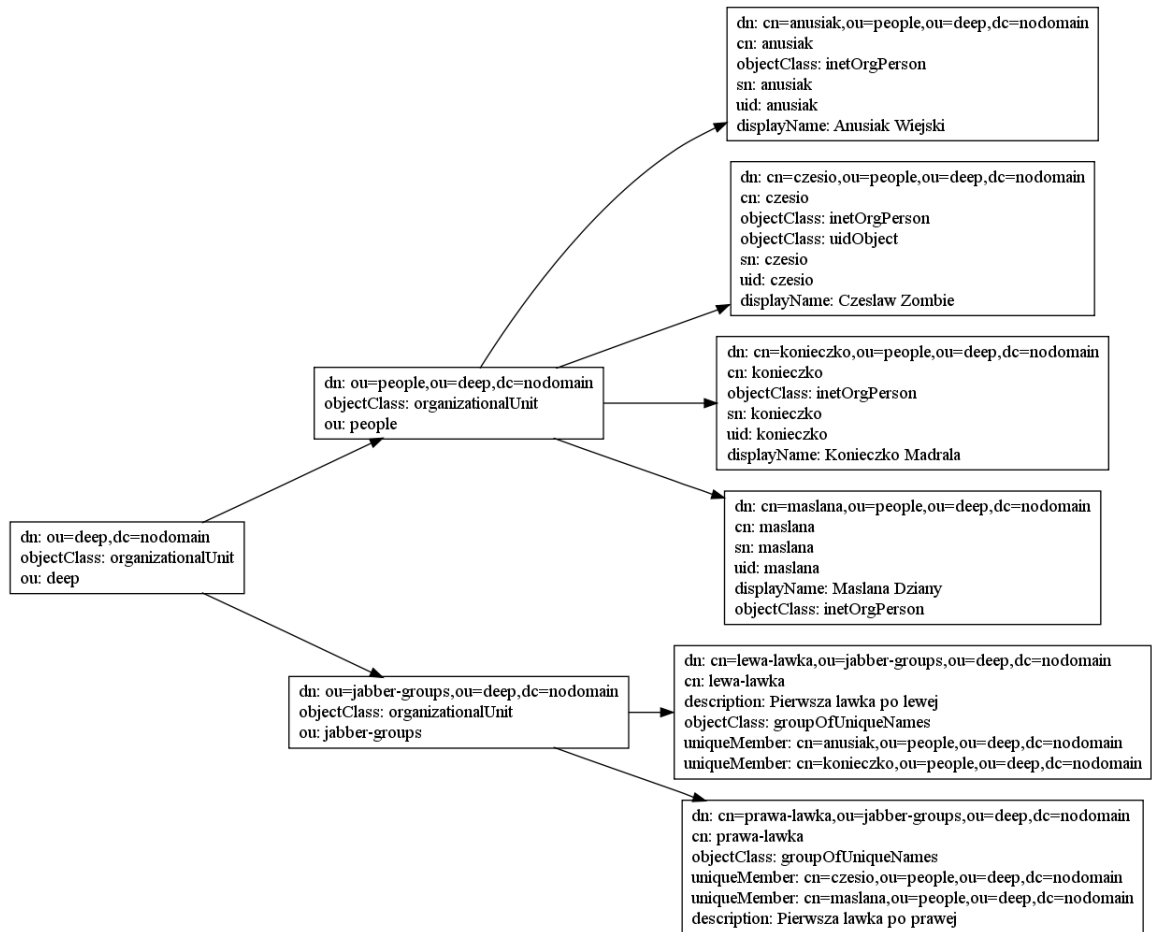 dn: cn=anusiak,ou=people,ou=deep,dc=nodomain
cn: anusiak
objectClass: inetOrgPerson
sn: anusiak
uid: anusiak
displayName: Anusiak Wiejski
dn: cn=czesio,ou=people,ou=deep,dc=nodomain
cn: czesio
objectClass: inetOrgPerson
objectClass: uidObject
sn: czesio
uid: czesio
displayName: Czeslaw Zombie
dn: ou=people,ou=deep,dc=nodomain
objectClass: organizationalUnit
ou: people
dn: cn=konieczko,ou=people,ou=deep,dc=nodomain
cn: konieczko
objectClass: inetOrgPerson
sn: konieczko
uid: konieczko
displayName: Konieczko Madrala
dn: cn=maslana,ou=people,ou=deep,dc=nodomain
cn: maslana
sn: maslana
uid: maslana
displayName: Maslana Dziany
objectClass: inetOrgPerson
dn: ou=deep,dc=nodomain
objectClass: organizationalUnit
ou: deep
dn: ou=jabber-groups,ou=deep,dc=nodomain
objectClass: organizationalUnit
ou: jabber-groups
dn: cn=lewa-lawka,ou=jabber-groups,ou=deep,dc=nodomain
cn: lewa-lawka
description: Pierwsza lawka po lewej
objectClass: groupOfUniqueNames
uniqueMember: cn=anusiak,ou=people,ou=deep,dc=nodomain
uniqueMember: cn=konieczko,ou=people,ou=deep,dc=nodomain
dn: cn=prawa-lawka,ou=jabber-groups,ou=deep,dc=nodomain
cn: prawa-lawka
objectClass: groupOfUniqueNames
uniqueMember: cn=czesio,ou=people,ou=deep,dc=nodomain
uniqueMember: cn=maslana,ou=people,ou=deep,dc=nodomain
description: Pierwsza lawka po prawej